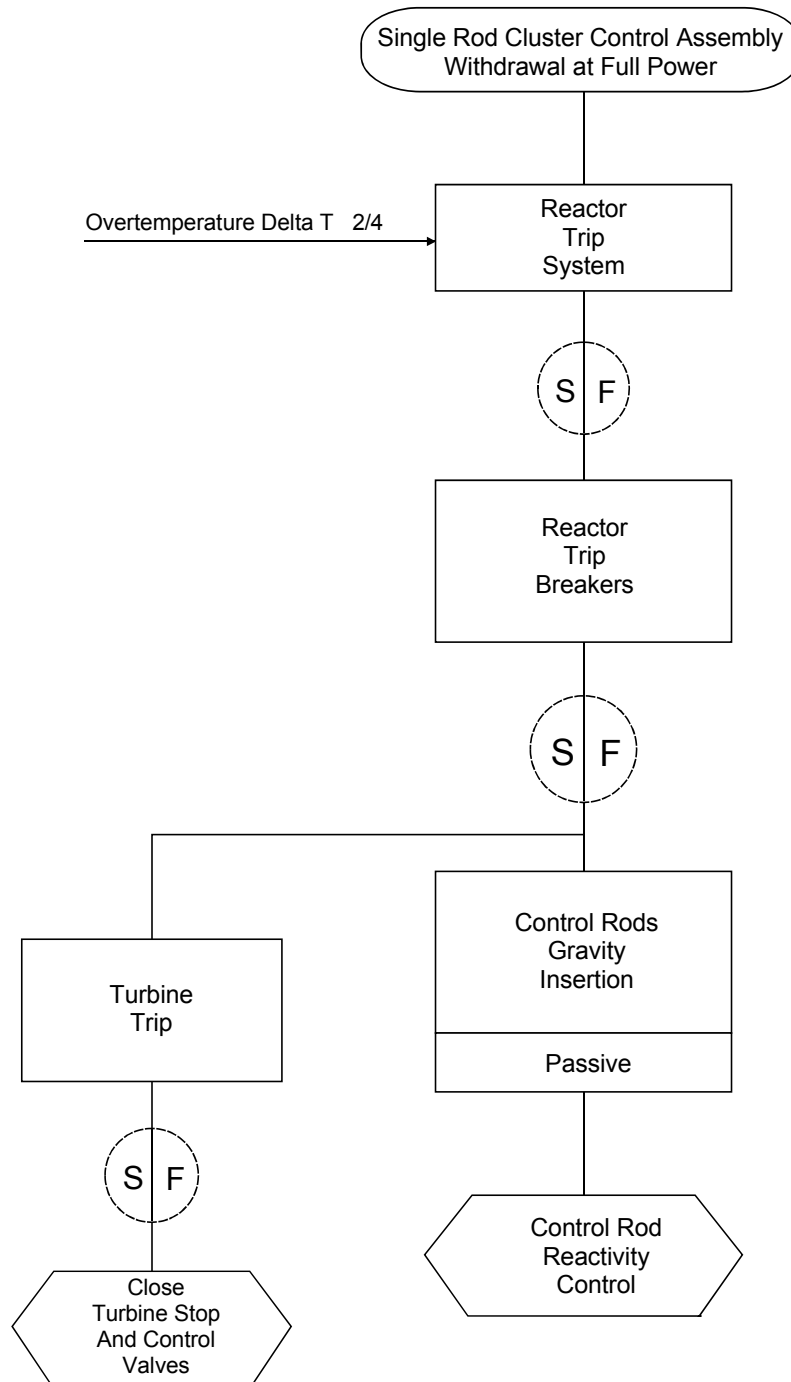 Single Rod Cluster Control Assembly
Withdrawal at Full Power
Overtemperature Delta T 2/4
Reactor
Trip
System
S F
Reactor
Trip
Breakers
S F
Control Rods
Gravity
Insertion
Passive
Turbine
Trip
S F
Control Rod
Reactivity
Control
Close
Turbine Stop
And Control
Valves